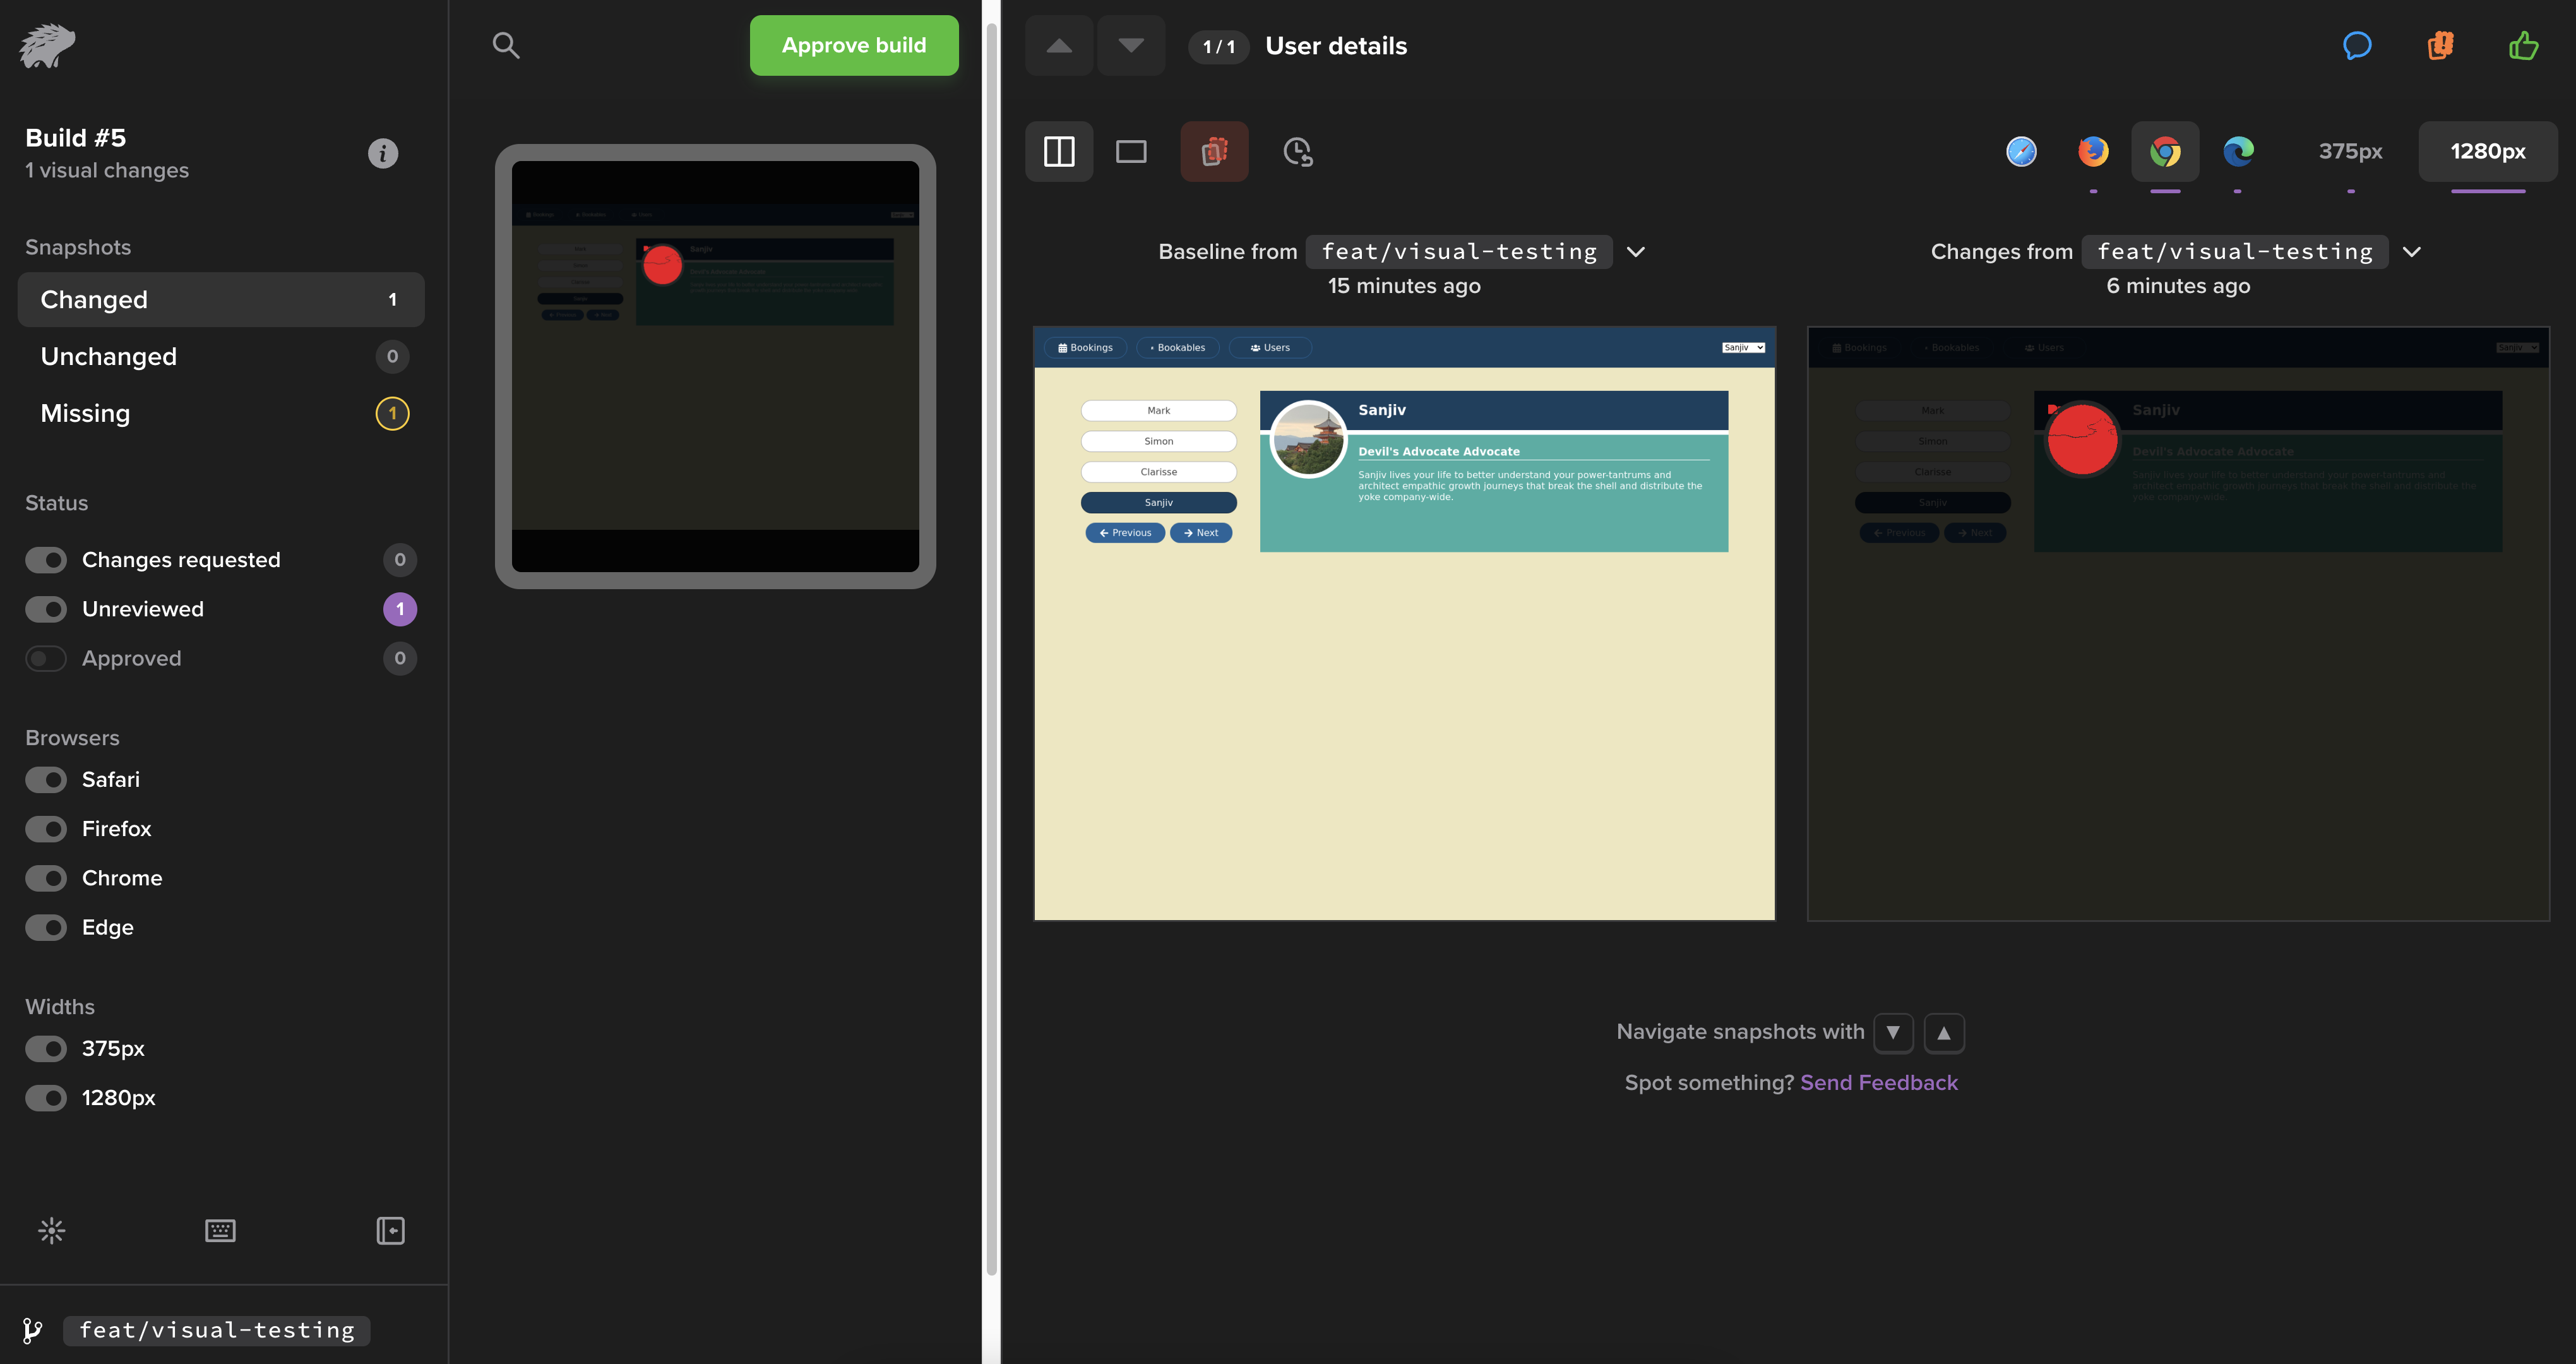 Build #5
1 visual changes
Snapshots
Changed 1
Unchanged 0
Missing 1
Status
Changes requested 0
Unreviewed 1
Approved 0
Browsers
Safari
Firefox
Chrome
Edge
Widths
375px
1280px
feat/visual-testing
Approve build
Sanjiv
1 / 1 User details
375px 1280px
Baseline from feat/visual-testing
15 minutes ago
Bookings Bookables Users Sanjiv
Mark
Simon
Clarisse
Sanjiv
Previous Next
Sanjiv
Devil's Advocate Advocate
Sanjiv lives your life to better understand your power-tantrums and
architect empathic growth journeys that break the shell and distribute the
yoke company-wide.
Changes from feat/visual-testing
6 minutes ago
Bookings Bookables Users Sanjiv
Mark
Simon
Clarisse
Sanjiv
Previous Next
Sanjiv
Devil's Advocate Advocate
Sanjiv lives your life to better understand your power-tantrums and
architect empathic growth journeys that break the shell and distribute the
yoke company-wide.
Navigate snapshots with
Spot something? Send Feedback